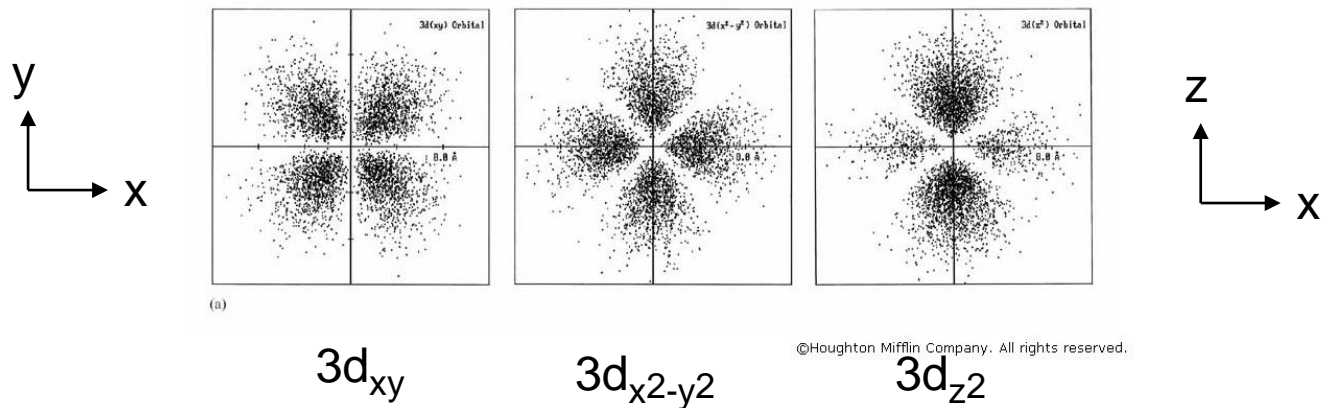 3d(xy) Orbital
3d(x²-y²) Orbital
3d(z²) Orbital
y
x
z
x
8.0 Å
8.0 Å
8.0 Å
(a)
©Houghton Mifflin Company. All rights reserved.
3dxy
3dx2-y2
3dz2